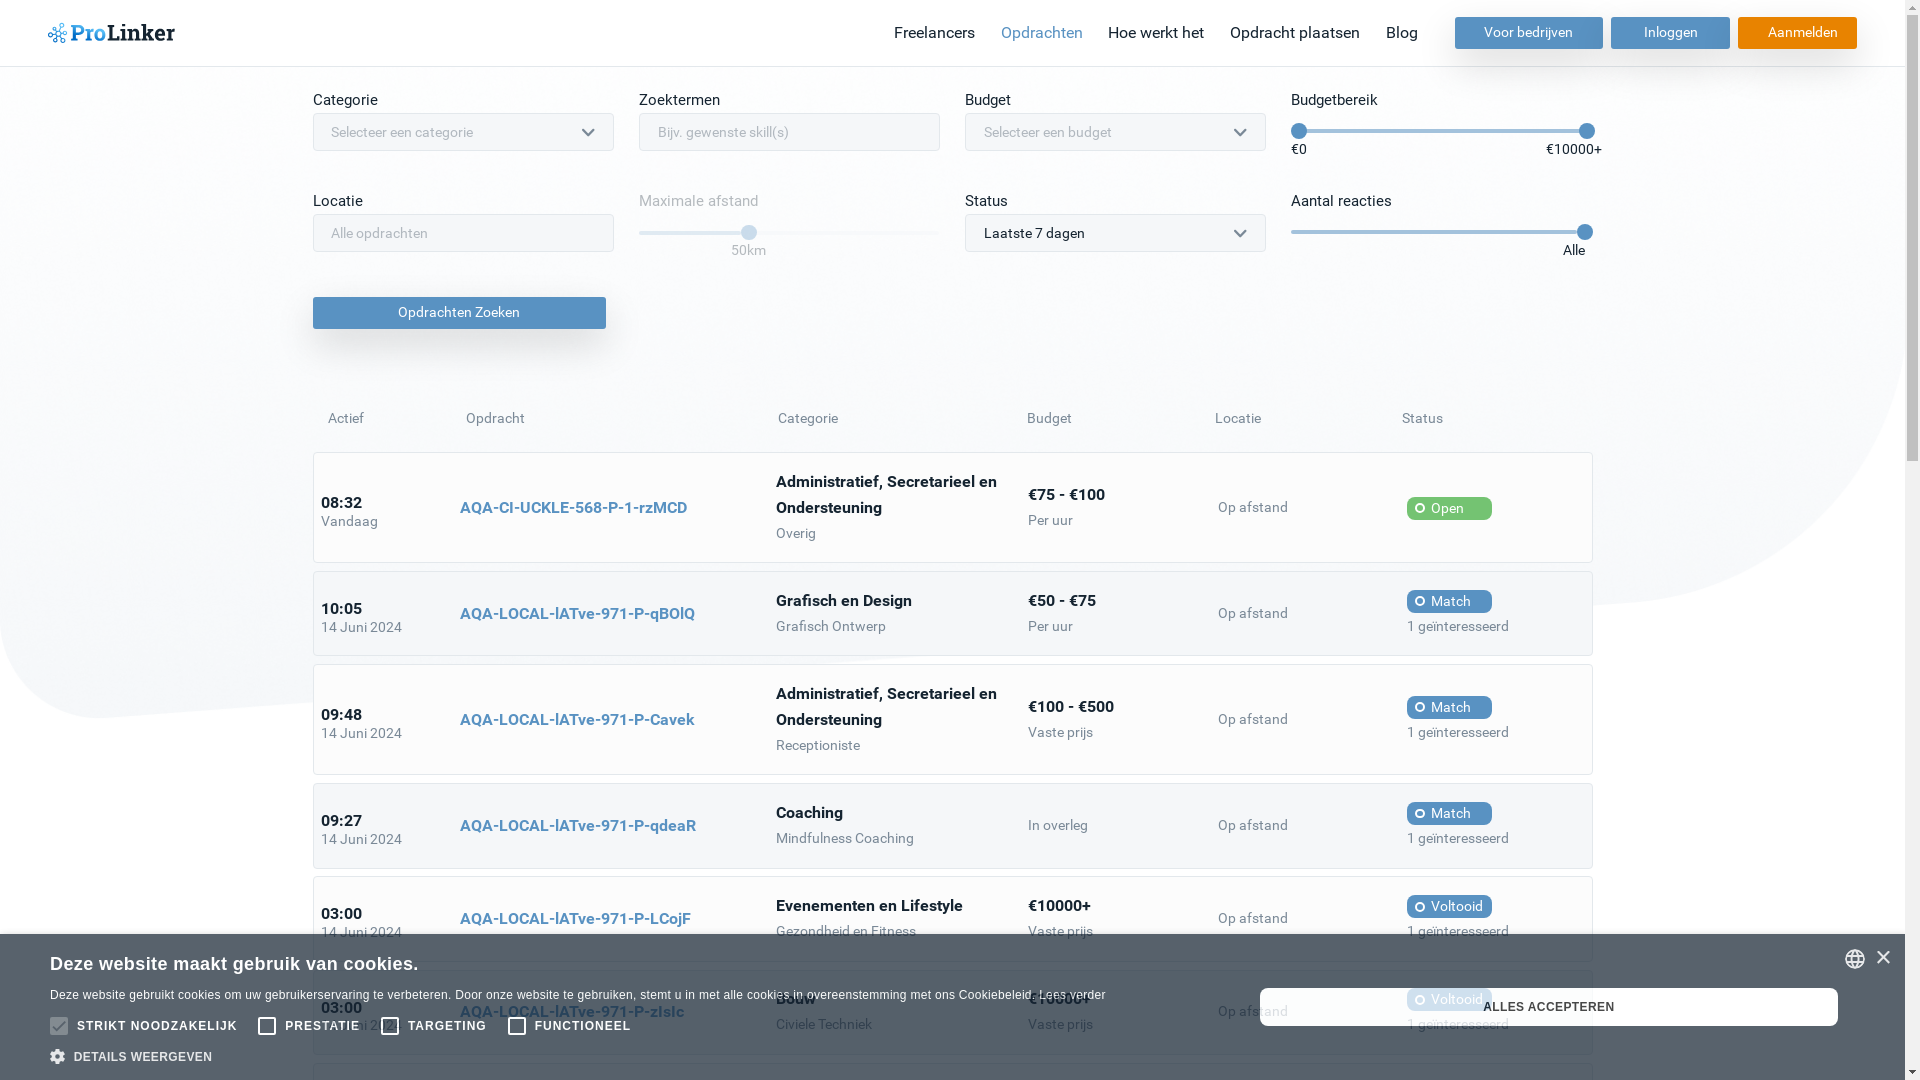 ProLinker
Freelancers Opdrachten Hoe werkt het Opdracht plaatsen Blog Voor bedrijven Inloggen Aanmelden
Categorie Zoektermen Budget Budgetbereik
Selecteer een categorie Bijv. gewenste skill(s) Selecteer een budget
€0 €10000+
Locatie Maximale afstand Status Aantal reacties
Alle opdrachten Laatste 7 dagen
50km Alle
Opdrachten Zoeken
Actief Opdracht Categorie Budget Locatie Status
08:32
Vandaag
AQA-CI-UCKLE-568-P-1-rzMCD
Administratief, Secretarieel en
Ondersteuning
Overig
€75 - €100
Per uur
Op afstand
Open
10:05
14 Juni 2024
AQA-LOCAL-lATve-971-P-qBOlQ
Grafisch en Design
Grafisch Ontwerp
€50 - €75
Per uur
Op afstand
Match
1 geïnteresseerd
09:48
14 Juni 2024
AQA-LOCAL-lATve-971-P-Cavek
Administratief, Secretarieel en
Ondersteuning
Receptioniste
€100 - €500
Vaste prijs
Op afstand
Match
1 geïnteresseerd
09:27
14 Juni 2024
AQA-LOCAL-lATve-971-P-qdeaR
Coaching
Mindfulness Coaching
In overleg
Op afstand
Match
1 geïnteresseerd
03:00
14 Juni 2024
AQA-LOCAL-lATve-971-P-LCojF
Evenementen en Lifestyle
Gezondheid en Fitness
€10000+
Vaste prijs
Op afstand
Voltooid
1 geïnteresseerd
03:00
AQA-LOCAL-lATve-971-P-zIsIc
Bouw
Civiele Techniek
€10000+
Vaste prijs
Op afstand
Voltooid
1 geïnteresseerd
Deze website maakt gebruik van cookies.
Deze website gebruikt cookies om uw gebruikerservaring te verbeteren. Door onze website te gebruiken, stemt u in met alle cookies in overeenstemming met ons Cookiebeleid. Lees verder
STRIKT NOODZAKELIJK PRESTATIE TARGETING FUNCTIONEEL
DETAILS WEERGEVEN
ALLES ACCEPTEREN